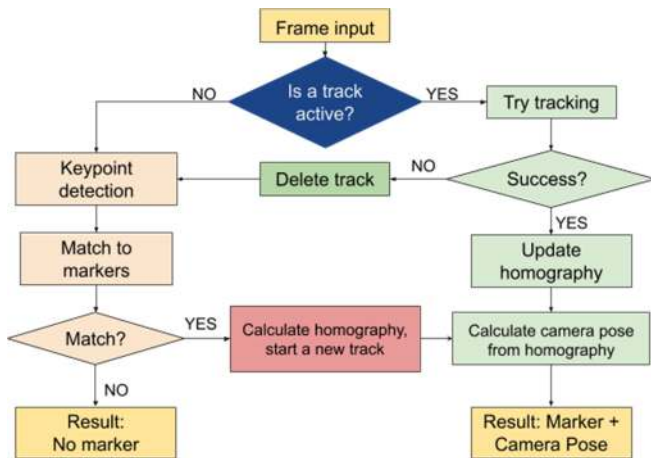 Frame input
Is a track
active?
NO
YES
Try tracking
Keypoint
detection
Delete track
NO
Success?
YES
Match to
markers
Update
homography
Match?
YES
Calculate homography,
start a new track
Calculate camera pose
from homography
NO
Result:
No marker
Result: Marker +
Camera Pose